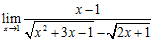 lim x→1 (x-1)/(√(x²+3x-1) - √(2x+1))